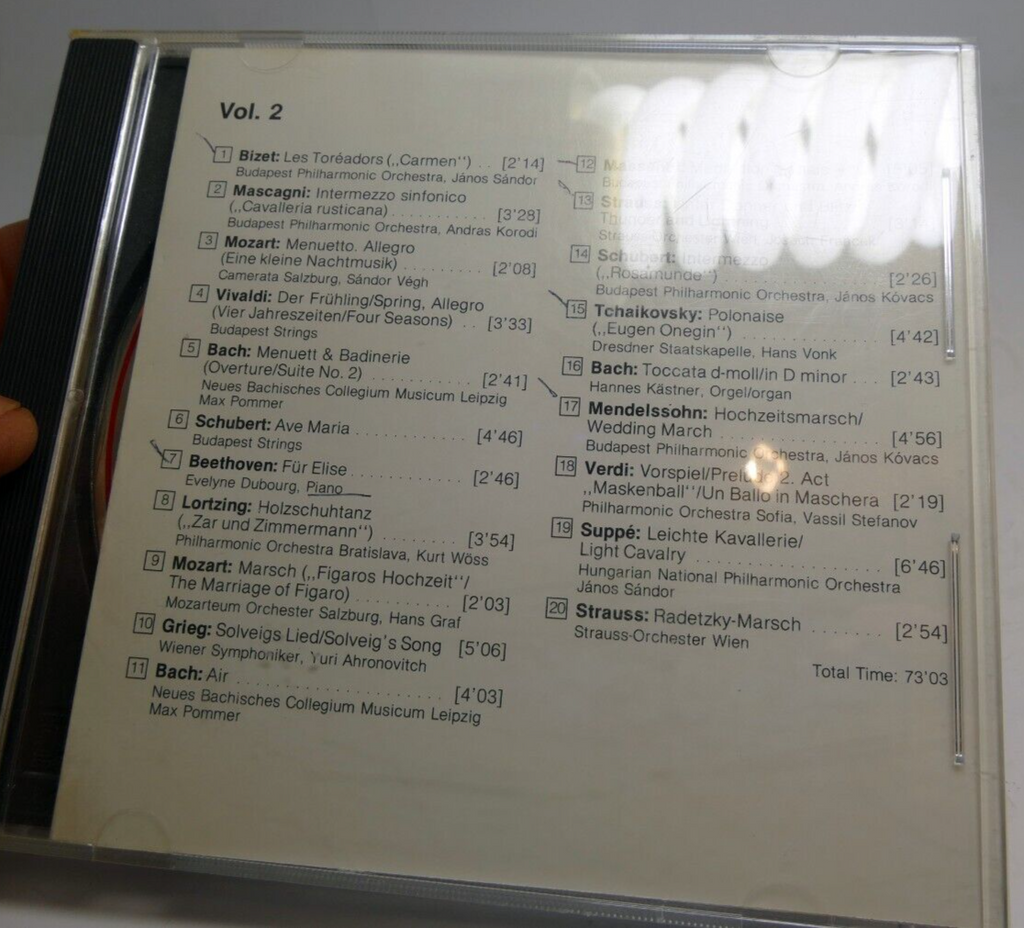 Vol. 2
1 Bizet: Les Toréadors („Carmen“) . . [2'14]
Budapest Philharmonic Orchestra, János Sándor
2 Mascagni: Intermezzo sinfonico
(„Cavalleria rusticana) . . . . . . . . . . . [3'28]
Budapest Philharmonic Orchestra, Andras Korodi
3 Mozart: Menuetto. Allegro
(Eine kleine Nachtmusik) . . . . . . . . . . [2'08]
Camerata Salzburg, Sándor Végh
4 Vivaldi: Der Frühling/Spring, Allegro
(Vier Jahreszeiten/Four Seasons) . . [3'33]
Budapest Strings
5 Bach: Menuett & Badinerie
(Overture/Suite No. 2) . . . . . . . . . . . . [2'41]
Neues Bachisches Collegium Musicum Leipzig
Max Pommer
6 Schubert: Ave Maria . . . . . . . . . . . . [4'46]
Budapest Strings
7 Beethoven: Für Elise . . . . . . . . . . . . [2'46]
Evelyne Dubourg, Piano
8 Lortzing: Holzschuhtanz
(„Zar und Zimmermann“) . . . . . . . . [3'54]
Philharmonic Orchestra Bratislava, Kurt Wöss
9 Mozart: Marsch („Figaros Hochzeit“/
The Marriage of Figaro) . . . . . . . . . . . [2'03]
Mozarteum Orchester Salzburg, Hans Graf
10 Grieg: Solveigs Lied/Solveig's Song [5'06]
Wiener Symphoniker, Yuri Ahronovitch
11 Bach: Air . . . . . . . . . . . . . . . . . . . . . [4'03]
Neues Bachisches Collegium Musicum Leipzig
Max Pommer
12
13 Strauss:
14 Schubert: Intermezzo
(„Rosamunde“) [2'26]
Budapest Philharmonic Orchestra, János Kóvacs
15 Tchaikovsky: Polonaise
(„Eugen Onegin“) . . . . . . . . . . . . . . . [4'42]
Dresdner Staatskapelle, Hans Vonk
16 Bach: Toccata d-moll/in D minor . . . [2'43]
Hannes Kästner, Orgel/organ
17 Mendelssohn: Hochzeitsmarsch/
Wedding March . . . . . . . . . . . . . . . . . [4'56]
Budapest Philharmonic Orchestra, János Kóvacs
18 Verdi: Vorspiel/Prelude 2. Act
„Maskenball“/Un Ballo in Maschera [2'19]
Philharmonic Orchestra Sofia, Vassil Stefanov
19 Suppé: Leichte Kavallerie/
Light Cavalry . . . . . . . . . . . . . . . . . . . [6'46]
Hungarian National Philharmonic Orchestra
János Sándor
20 Strauss: Radetzky-Marsch . . . . . . . [2'54]
Strauss-Orchester Wien
Total Time: 73'03